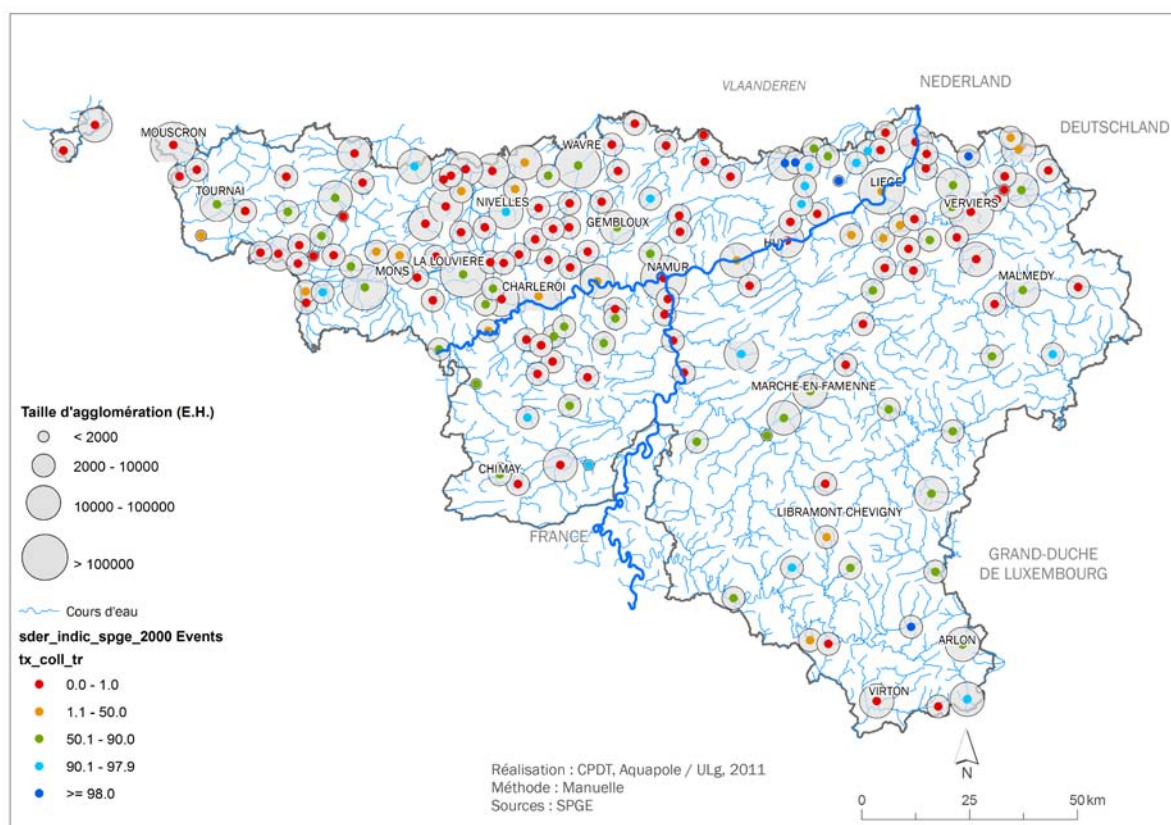 VLAANDEREN
NEDERLAND
DEUTSCHLAND
MOUSCRON
WAVRE
TOURNAI
NIVELLES
LIEGE
VERVIERS
GEMBLOUX
HUY
MONS
LA LOUVIERE
NAMUR
CHARLEROI
MALMEDY
MARCHE-EN-FAMENNE
CHIMAY
LIBRAMONT-CHEVIGNY
FRANCE
GRAND-DUCHE
DE LUXEMBOURG
ARLON
VIRTON
Taille d'agglomération (E.H.)
< 2000
2000 - 10000
10000 - 100000
> 100000
Cours d'eau
sder_indic_spge_2000 Events
tx_coll_tr
0.0 - 1.0
1.1 - 50.0
50.1 - 90.0
90.1 - 97.9
>= 98.0
Réalisation : CPDT, Aquapole / ULg, 2011
Méthode : Manuelle
Sources : SPGE
N
0 25 50 km